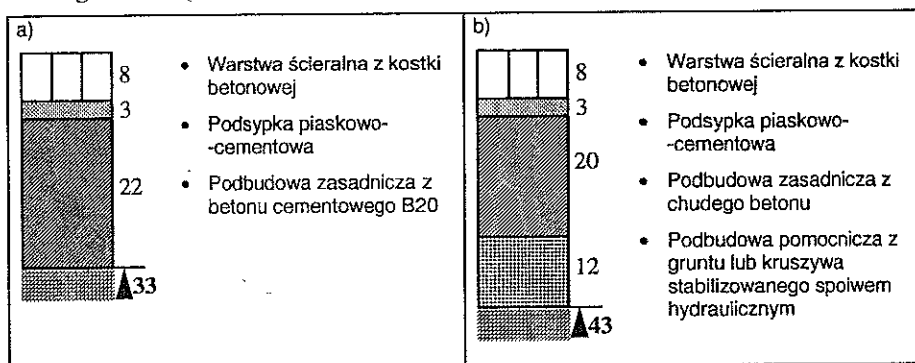 a)
8
3
22
33
• Warstwa ścieralna z kostki
betonowej
• Podsypka piaskowo-
-cementowa
• Podbudowa zasadnicza z
betonu cementowego B20
b)
8
3
20
12
43
• Warstwa ścieralna z kostki
betonowej
• Podsypka piaskowo-
-cementowa
• Podbudowa zasadnicza z
chudego betonu
• Podbudowa pomocnicza z
gruntu lub kruszywa
stabilizowanego spoiwem
hydraulicznym